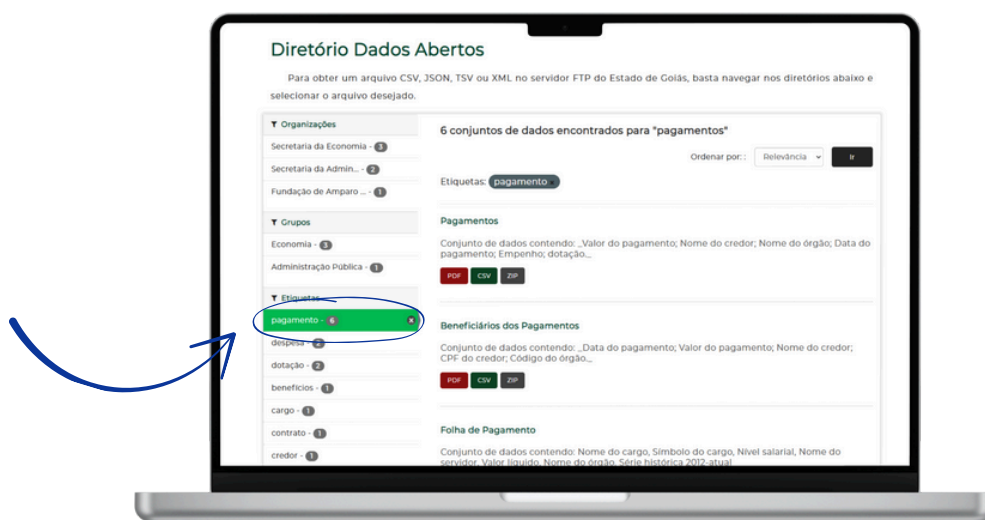 Diretório Dados Abertos
Para obter um arquivo CSV, JSON, TSV ou XML no servidor FTP do Estado de Goiás, basta navegar nos diretórios abaixo e
selecionar o arquivo desejado.
Organizações
Secretaria da Economia - 3
Secretaria da Admin... - 2
Fundação de Amparo ... - 1
Grupos
Economia - 3
Administração Pública - 1
Etiquetas
pagamento - 6
despesa - 2
dotação - 2
benefícios - 1
cargo - 1
contrato - 1
credor - 1
6 conjuntos de dados encontrados para "pagamentos"
Ordenar por: :
Relevância
Ir
Etiquetas: pagamento ×
Pagamentos
Conjunto de dados contendo: _Valor do pagamento; Nome do credor; Nome do órgão; Data do
pagamento; Empenho; dotação._
PDF CSV ZIP
Beneficiários dos Pagamentos
Conjunto de dados contendo: _Data do pagamento; Valor do pagamento; Nome do credor;
CPF do credor; Código do órgão._
PDF CSV ZIP
Folha de Pagamento
Conjunto de dados contendo: Nome do cargo, Símbolo do cargo, Nível salarial, Nome do
servidor, Valor líquido, Nome do órgão. Série histórica 2012-atual